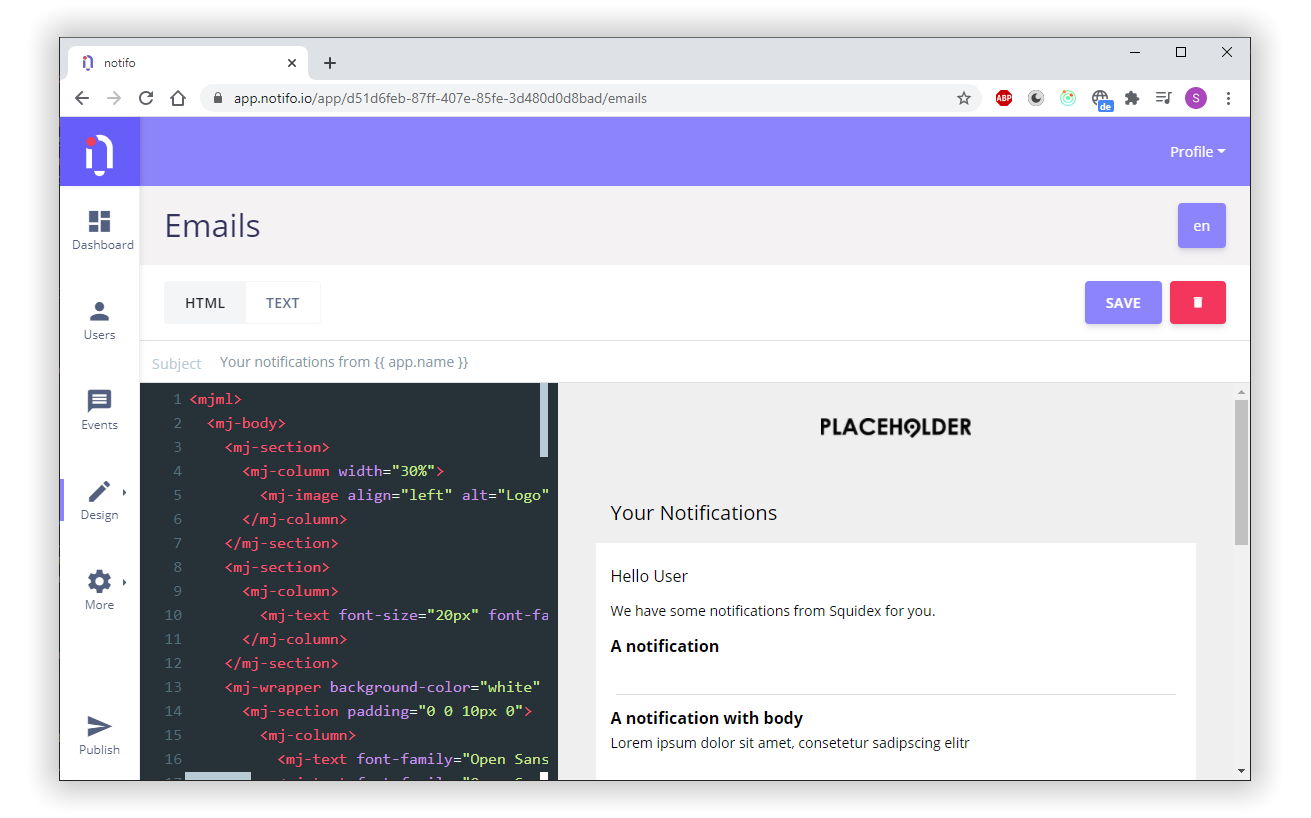 notifo
app.notifo.io/app/d51d6feb-87ff-407e-85fe-3d480d0d8bad/emails
ABP
de
S
Profile
Emails
en
Dashboard
Users
Events
Design
More
Publish
HTML TEXT
SAVE
Subject Your notifications from {{ app.name }}
1 <mjml>
2 <mj-body>
3 <mj-section>
4 <mj-column width="30%">
5 <mj-image align="left" alt="Logo"
6 </mj-column>
7 </mj-section>
8 <mj-section>
9 <mj-column>
10 <mj-text font-size="20px" font-fa
11 </mj-column>
12 </mj-section>
13 <mj-wrapper background-color="white"
14 <mj-section padding="0 0 10px 0">
15 <mj-column>
16 <mj-text font-family="Open Sans
PLACEHOLDER
Your Notifications
Hello User
We have some notifications from Squidex for you.
A notification
A notification with body
Lorem ipsum dolor sit amet, consetetur sadipscing elitr